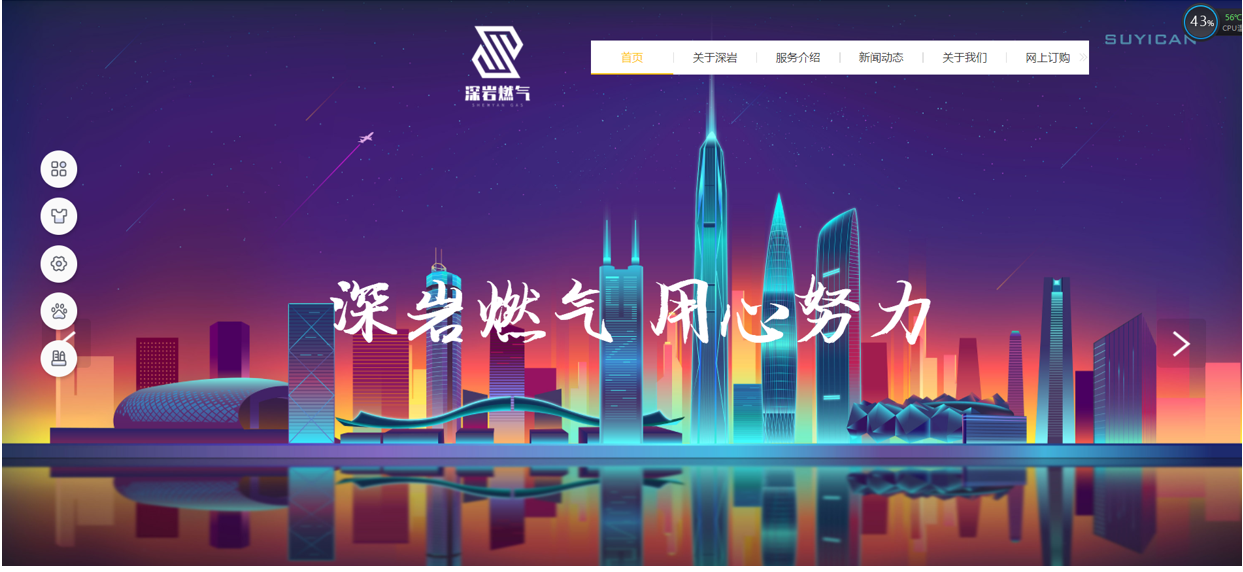 深岩燃气
SHENYAN GAS
首页 关于深岩 服务介绍 新闻动态 关于我们 网上订购
SUYICAN
43%
56℃
CPU温
深岩燃气 用心努力